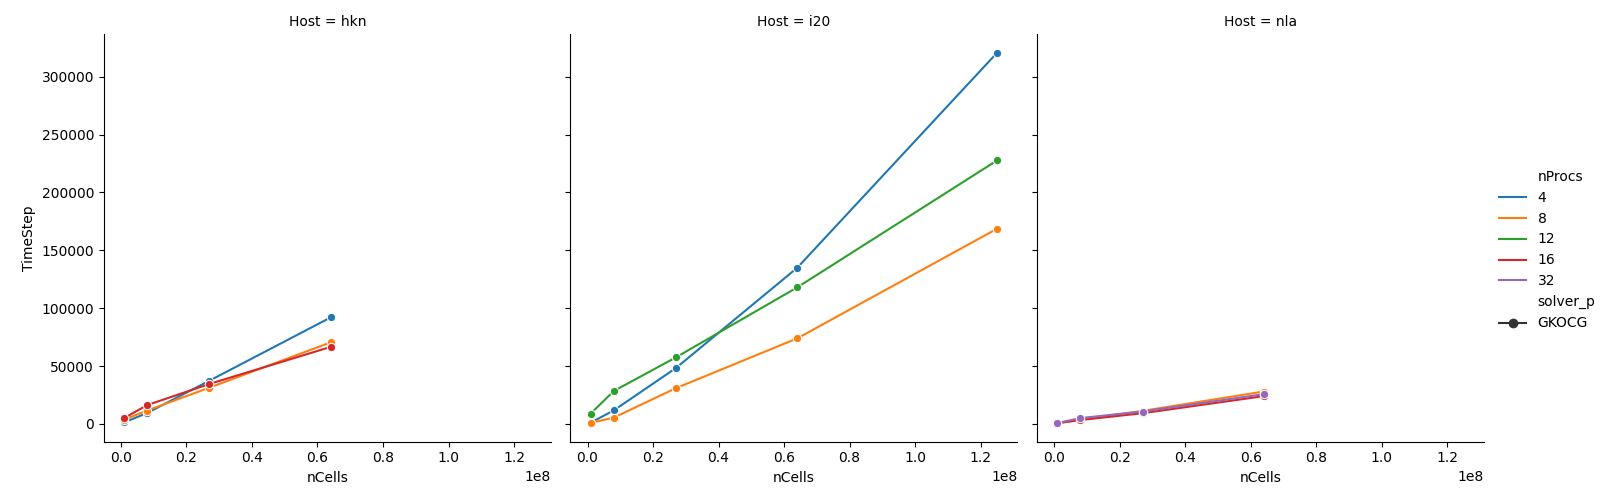 Host = hkn
Host = i20
Host = nla
TimeStep
300000
250000
200000
150000
100000
50000
0
0.0 0.2 0.4 0.6 0.8 1.0 1.2
1e8
nCells
0.0 0.2 0.4 0.6 0.8 1.0 1.2
1e8
nCells
0.0 0.2 0.4 0.6 0.8 1.0 1.2
1e8
nCells
nProcs
4
8
12
16
32
solver_p
GKOCG